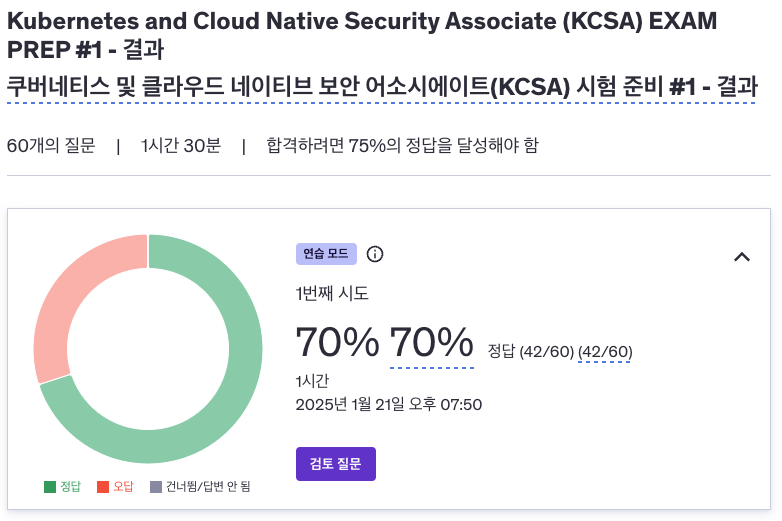 Kubernetes and Cloud Native Security Associate (KCSA) EXAM
PREP #1 - 결과
쿠버네티스 및 클라우드 네이티브 보안 어소시에이트(KCSA) 시험 준비 #1 - 결과
60개의 질문 | 1시간 30분 | 합격하려면 75%의 정답을 달성해야 함
연습 모드
1번째 시도
70% 70% 정답 (42/60) (42/60)
1시간
2025년 1월 21일 오후 07:50
검토 질문
정답 오답 건너뜀/답변 안 됨